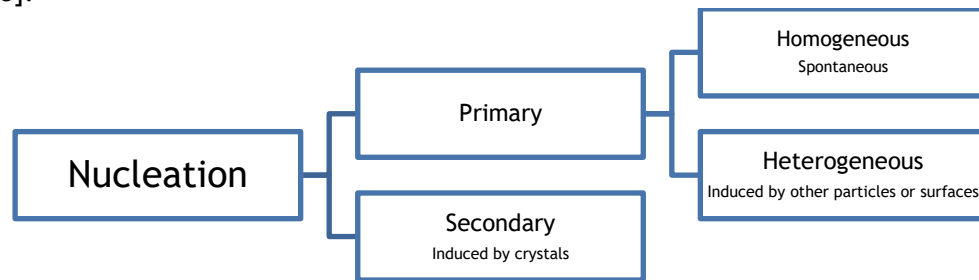 Homogeneous
Spontaneous
Primary
Nucleation
Heterogeneous
Induced by other particles or surfaces
Secondary
Induced by crystals